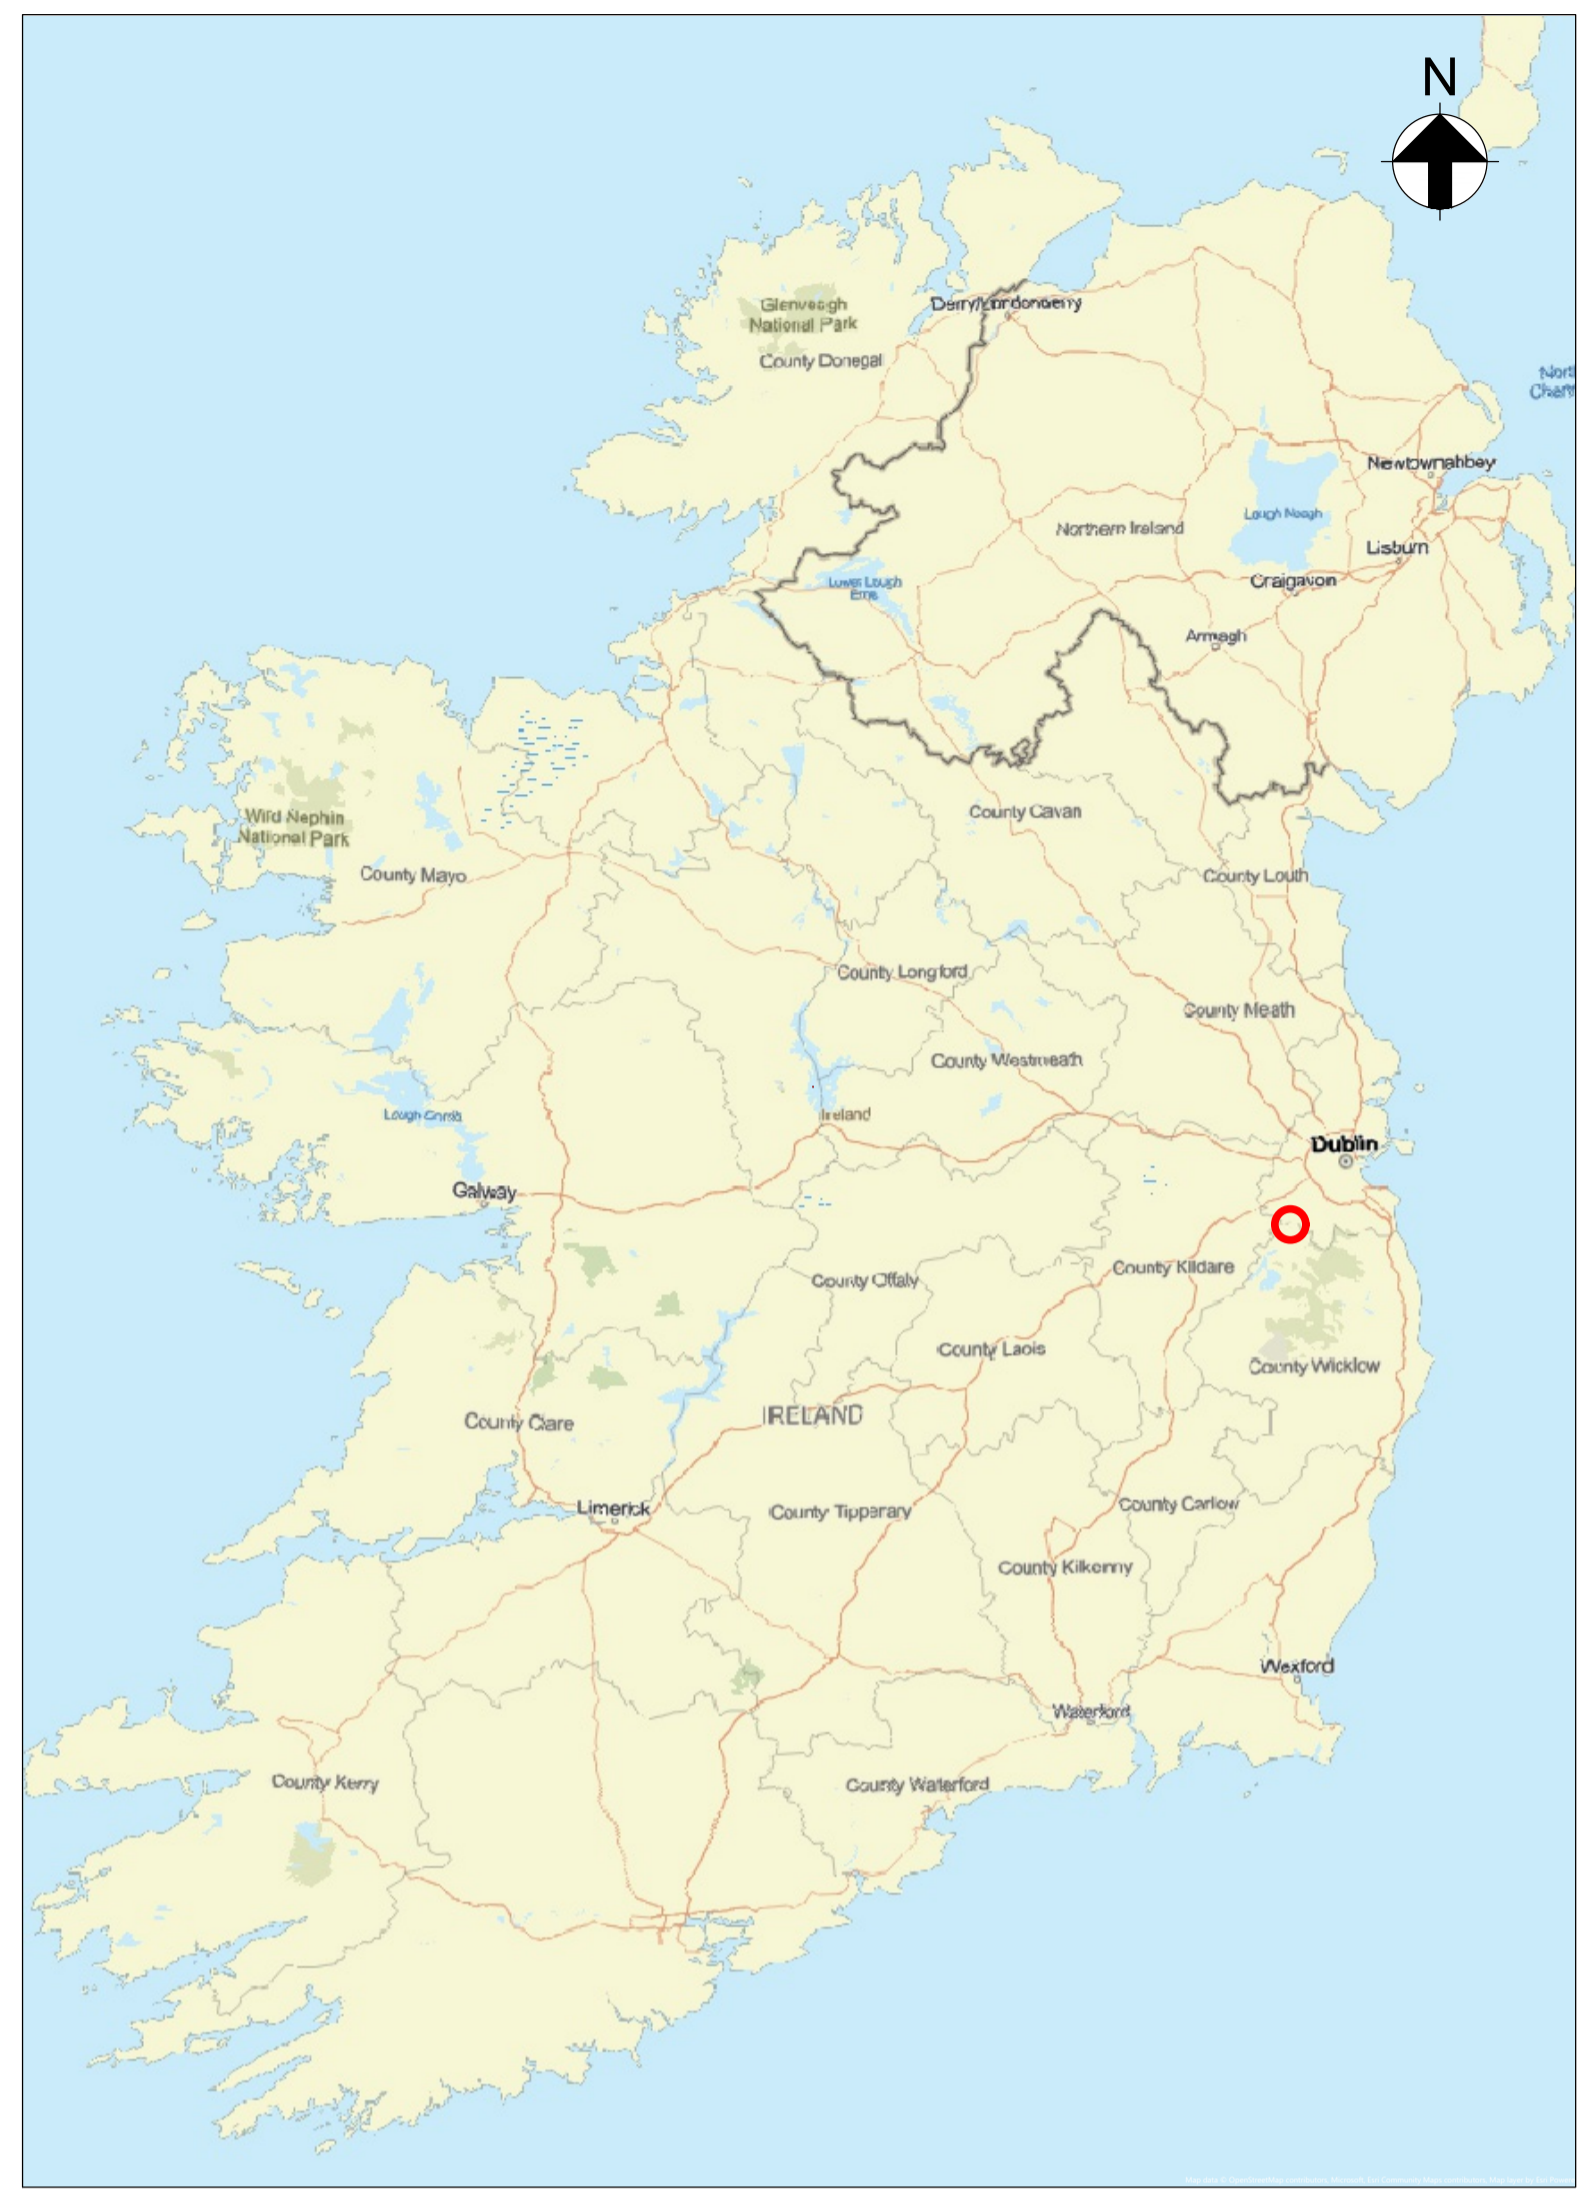 N
Glenveagh
National Park
Derry/Londonderry
County Donegal
Newtownabbey
Lough Neagh
Northern Ireland
Lisburn
Lower Lough
Erne
Craigavon
Armagh
County Cavan
Wild Nephin
National Park
County Mayo
County Louth
County Longford
County Meath
County Westmeath
Lough Corrib
Ireland
Dublin
Galway
County Kildare
County Offaly
County Laois
County Wicklow
IRELAND
County Clare
County Carlow
Limerick
County Tipperary
County Kilkenny
Wexford
Waterford
County Kerry
County Waterford